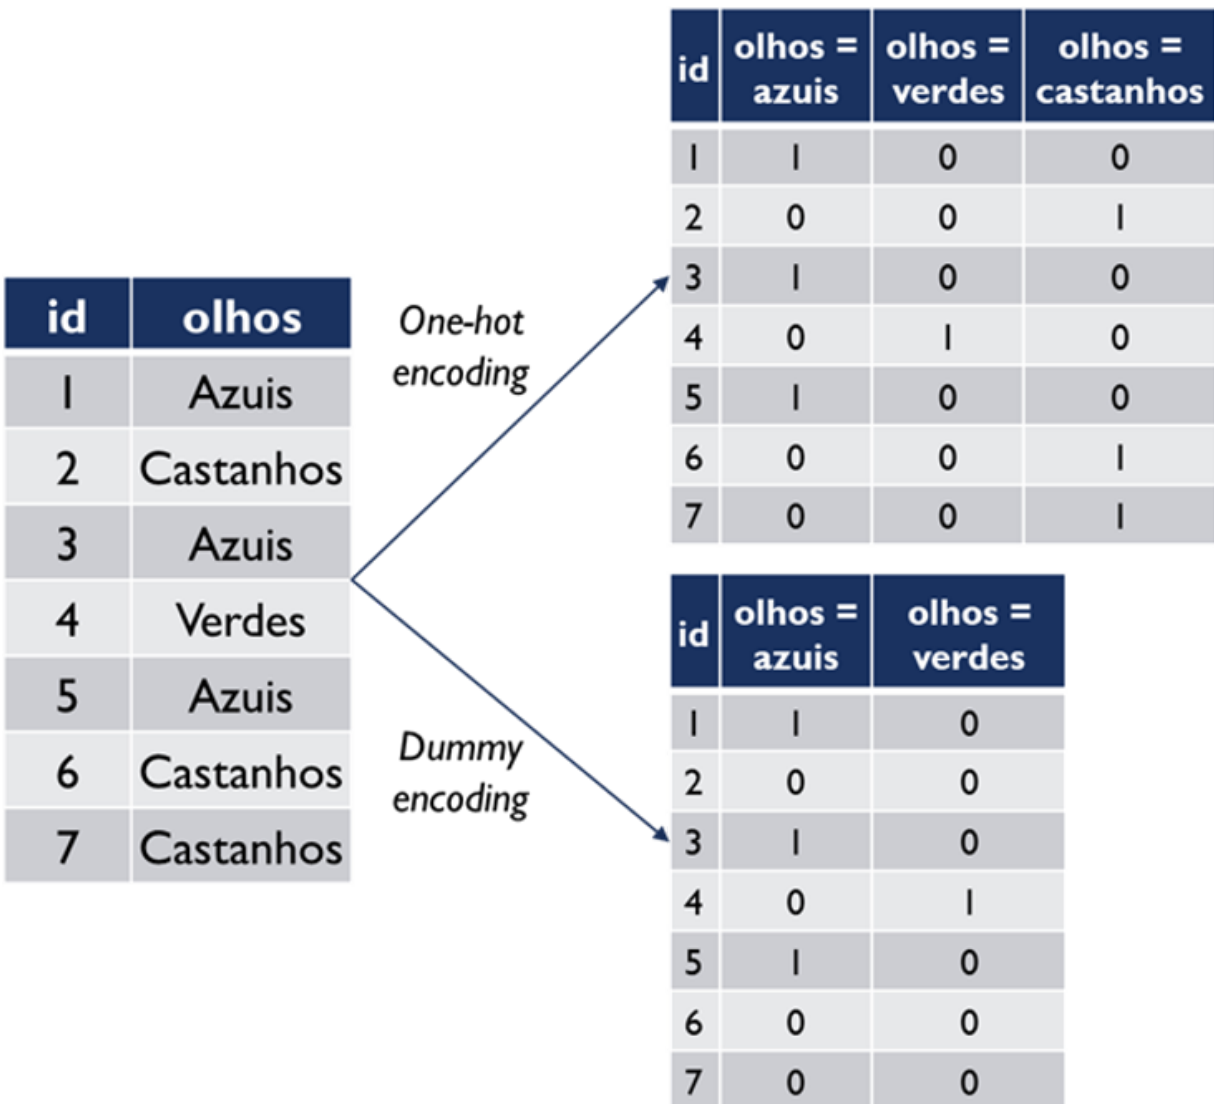 id olhos
1 Azuis
2 Castanhos
3 Azuis
4 Verdes
5 Azuis
6 Castanhos
7 Castanhos
One-hot
encoding
Dummy
encoding
id olhos = azuis olhos = verdes olhos = castanhos
1 1 0 0
2 0 0 1
3 1 0 0
4 0 1 0
5 1 0 0
6 0 0 1
7 0 0 1
id olhos = azuis olhos = verdes
1 1 0
2 0 0
3 1 0
4 0 1
5 1 0
6 0 0
7 0 0